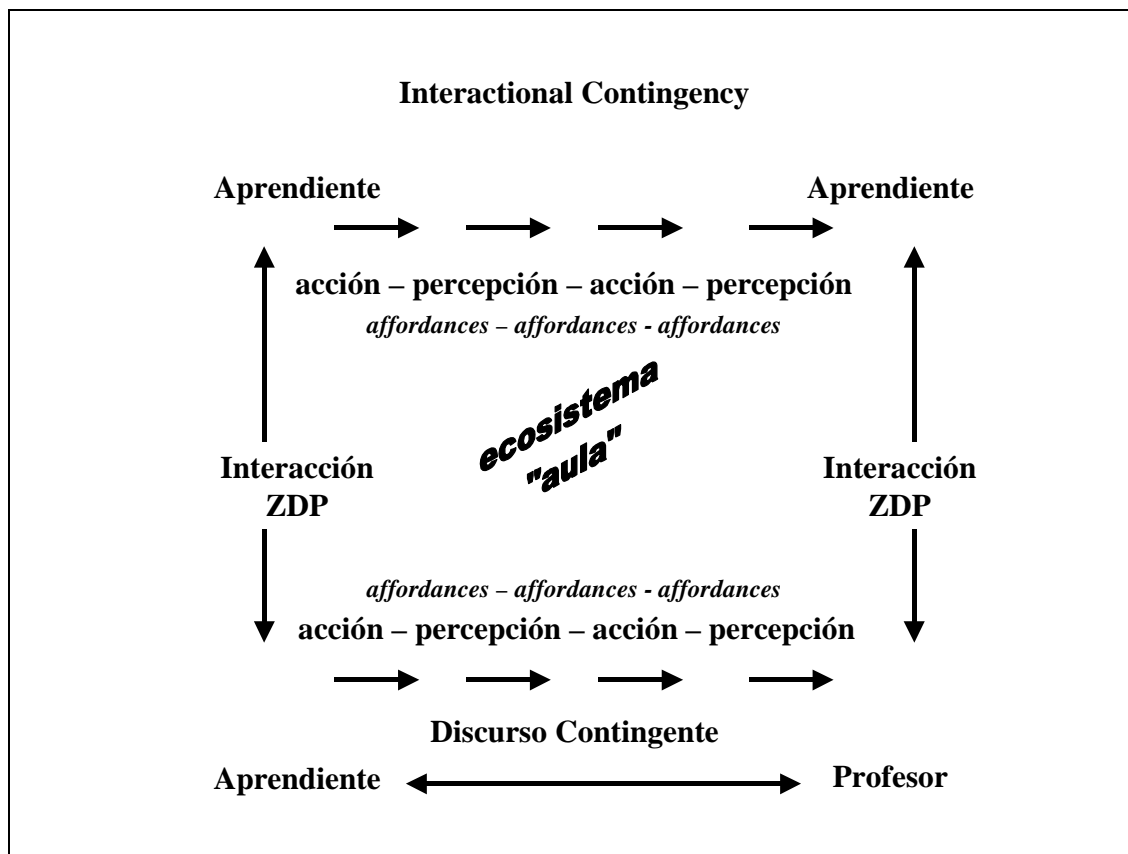 Interactional Contingency
Aprendiente Aprendiente
acción – percepción – acción – percepción
affordances – affordances - affordances
ecosistema
"aula"
Interacción
ZDP
Interacción
ZDP
affordances – affordances - affordances
acción – percepción – acción – percepción
Discurso Contingente
Aprendiente Profesor